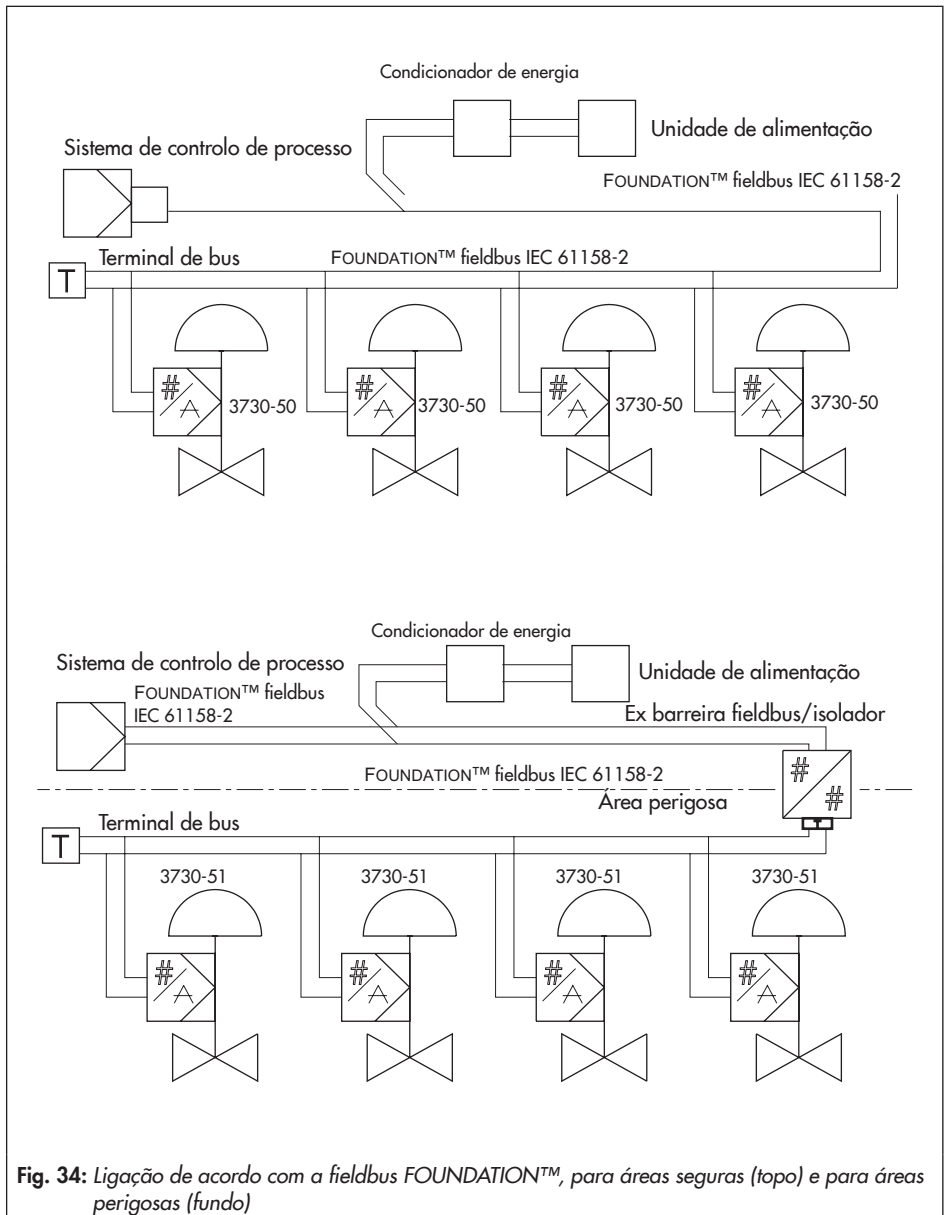 Condicionador de energia
Unidade de alimentação
Sistema de controlo de processo
FOUNDATION™ fieldbus IEC 61158-2
Terminal de bus
FOUNDATION™ fieldbus IEC 61158-2
T
#/A
3730-50
#/A
3730-50
#/A
3730-50
#/A
3730-50
Condicionador de energia
Sistema de controlo de processo
Unidade de alimentação
FOUNDATION™ fieldbus
IEC 61158-2
Ex barreira fieldbus/isolador
FOUNDATION™ fieldbus IEC 61158-2
#/#
Área perigosa
Terminal de bus
T
T
3730-51
3730-51
3730-51
3730-51
#/A
#/A
#/A
#/A
Fig. 34: Ligação de acordo com a fieldbus FOUNDATION™, para áreas seguras (topo) e para áreas
perigosas (fundo)